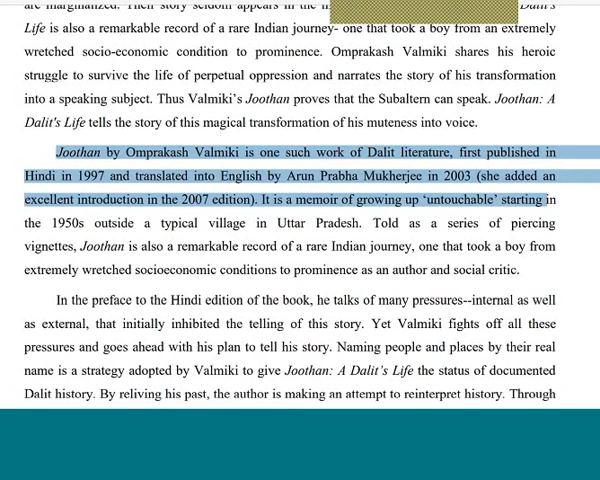 are marginalized. Their story seldom appears in the
Dalit's
Life is also a remarkable record of a rare Indian journey- one that took a boy from an extremely
wretched socio-economic condition to prominence. Omprakash Valmiki shares his heroic
struggle to survive the life of perpetual oppression and narrates the story of his transformation
into a speaking subject. Thus Valmiki’s Joothan proves that the Subaltern can speak. Joothan: A
Dalit's Life tells the story of this magical transformation of his muteness into voice.
Joothan by Omprakash Valmiki is one such work of Dalit literature, first published in
Hindi in 1997 and translated into English by Arun Prabha Mukherjee in 2003 (she added an
excellent introduction in the 2007 edition). It is a memoir of growing up ‘untouchable’ starting in
the 1950s outside a typical village in Uttar Pradesh. Told as a series of piercing
vignettes, Joothan is also a remarkable record of a rare Indian journey, one that took a boy from
extremely wretched socioeconomic conditions to prominence as an author and social critic.
In the preface to the Hindi edition of the book, he talks of many pressures--internal as well
as external, that initially inhibited the telling of this story. Yet Valmiki fights off all these
pressures and goes ahead with his plan to tell his story. Naming people and places by their real
name is a strategy adopted by Valmiki to give Joothan: A Dalit’s Life the status of documented
Dalit history. By reliving his past, the author is making an attempt to reinterpret history. Through